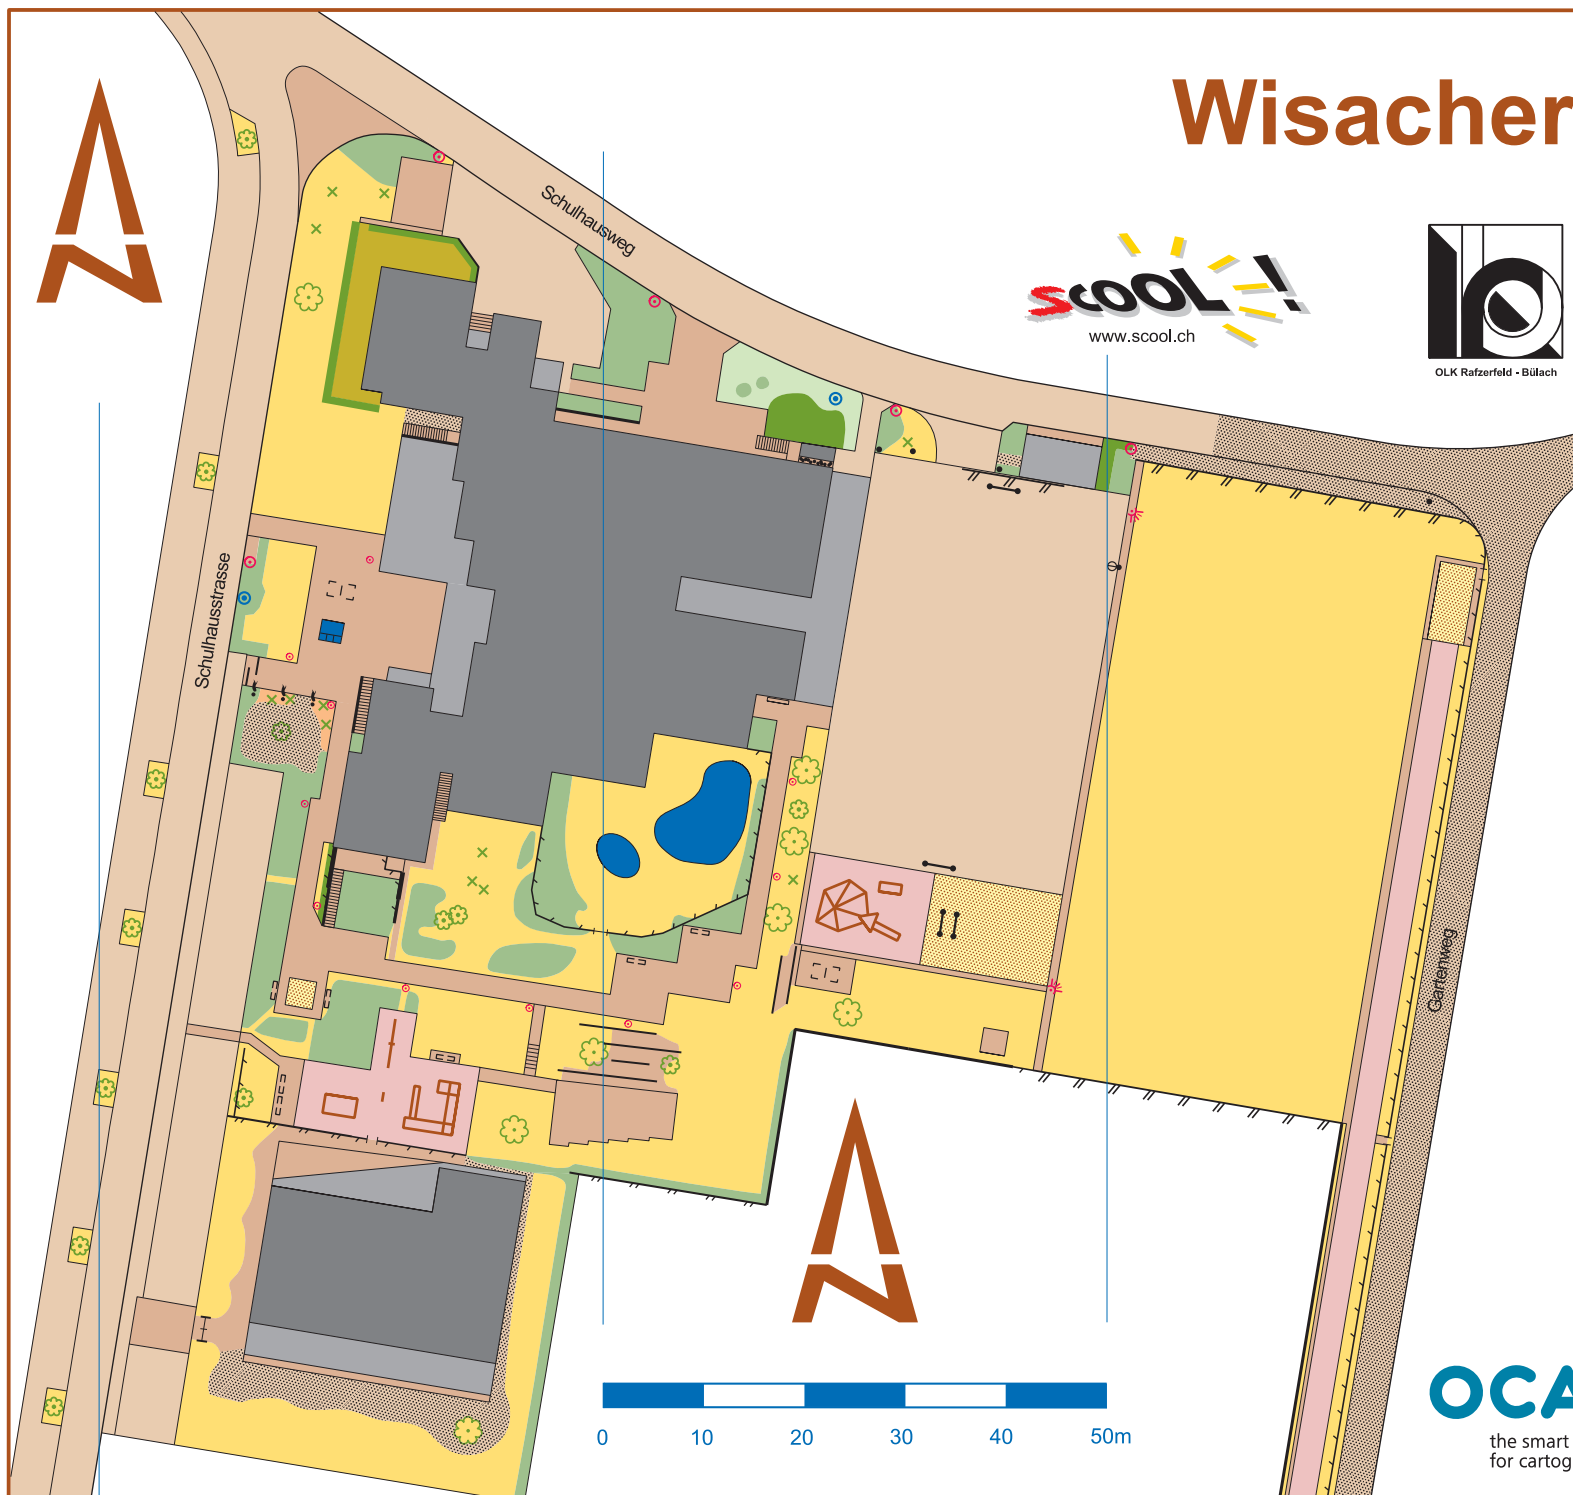 Wisacher
Schulhausweg
scool!
www.scool.ch
OLK Rafzerfeld - Bülach
Schulhausstrasse
Gartenweg
0 10 20 30 40 50m
OCA
the smart
for cartog